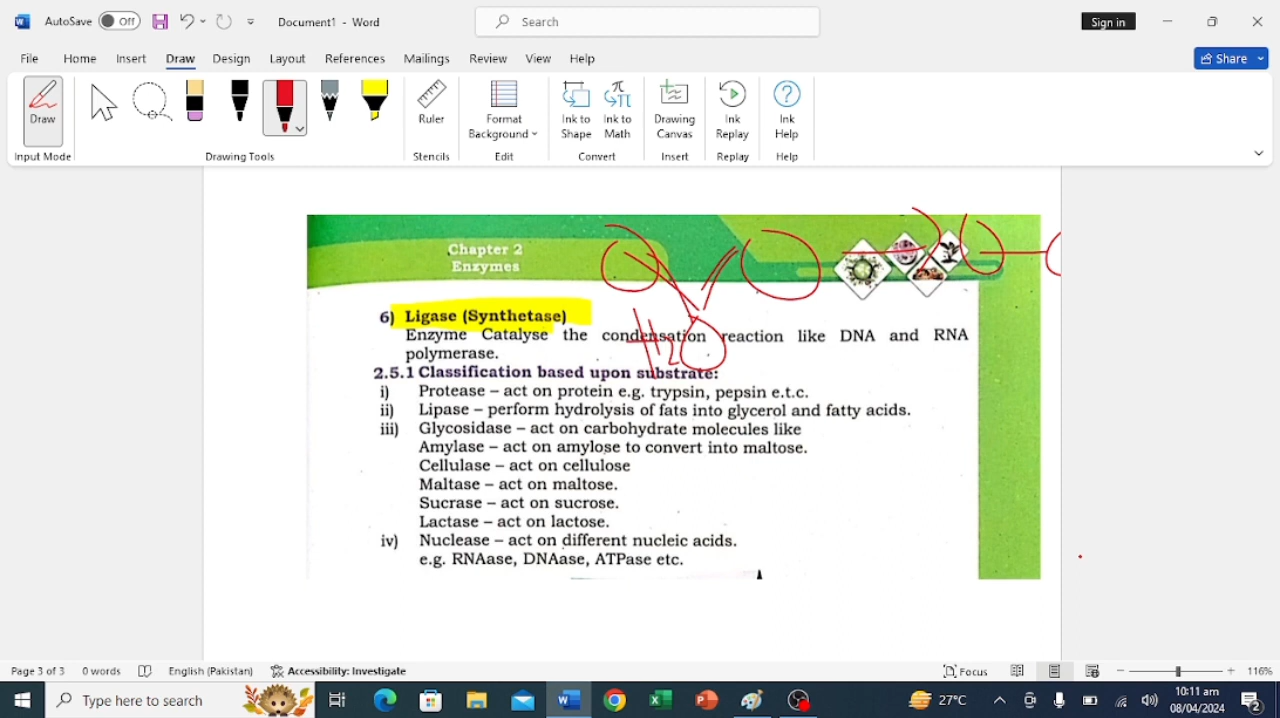 AutoSave Off Document1 - Word Search Sign in
File Home Insert Draw Design Layout References Mailings Review View Help Share
Draw Ruler Format Background Ink to Shape Ink to Math Drawing Canvas Ink Replay Ink Help
Input Mode Drawing Tools Stencils Edit Convert Insert Replay Help
Chapter 2
Enzymes
6) Ligase (Synthetase)
Enzyme Catalyse the condensation reaction like DNA and RNA
polymerase.
H2O
2.5.1 Classification based upon substrate:
i) Protease – act on protein e.g. trypsin, pepsin e.t.c.
ii) Lipase – perform hydrolysis of fats into glycerol and fatty acids.
iii) Glycosidase – act on carbohydrate molecules like
Amylase – act on amylose to convert into maltose.
Cellulase – act on cellulose
Maltase – act on maltose.
Sucrase – act on sucrose.
Lactase – act on lactose.
iv) Nuclease – act on different nucleic acids.
e.g. RNAase, DNAase, ATPase etc.
Page 3 of 3 0 words English (Pakistan) Accessibility: Investigate Focus 116%
Type here to search 27°C 10:11 am
08/04/2024 2